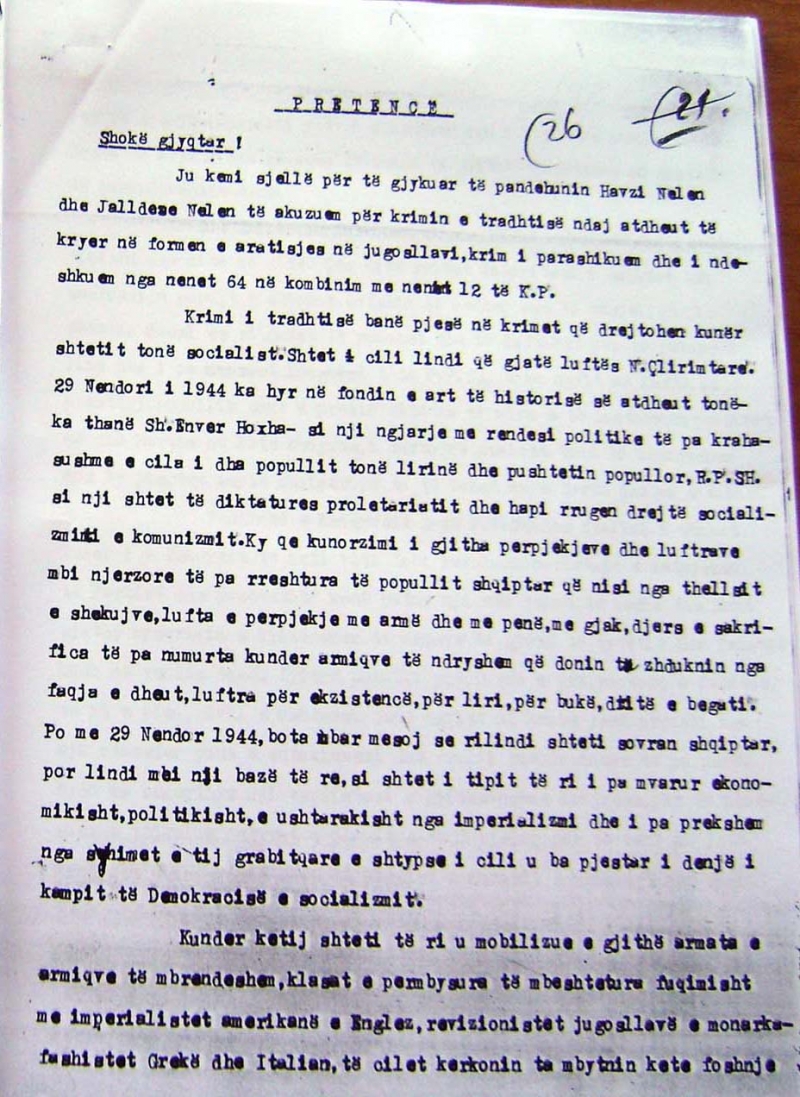 PRETENCË
(26 (21.
Shokë gjyqtar !
Ju kemi sjellë për të gjykuar të pandehunin Havzi Nelen
dhe Jalldese Nelen të akuzuem për krimin e tradhtisë ndaj atdheut të
kryer në formen e aratisjes në jugosllavi,krim i parashikuem dhe i nde-
shkuem nga nenet 64 në kombinim me nenin 12 të K.P.
Krimi i tradhtisë banë pjesë në krimet që drejtohen kunër
shtetit tonë socialist.Shtet i cili lindi që gjatë luftës N.Çlirimtare.
29 Nendori i 1944 ka hyr në fondin e art të historisë së atdheut tonë-
ka thanë Sh.Enver Hoxha- si nji ngjarje me rendesi politike të pa kraha-
sushme e cila i dha popullit tonë lirinë dhe pushtetin popullor,R.P.SH.
si nji shtet të diktatures proletariatit dhe hapi rrugen drejtë sociali-
zmit e komunizmit.Ky qe kunorzimi i gjitha perpjekjeve dhe luftrave
mbi njerzore të pa rreshtura të popullit shqiptar që nisi nga thellsit
e shekujve,lufta e perpjekje me armë dhe me penë,me gjak,djers e sakri-
fica të pa numurta kunder armiqve të ndryshem që donin ta zhduknin nga
faqja e dheut,luftra për ekzistencë,për liri,për bukë,dritë e begati.
Po me 29 Nendor 1944,bota mbar mesoj se rilindi shteti sovran shqiptar,
por lindi mbi nji bazë të re,si shtet i tipit të ri i pa mvarur ekono-
mikisht,politikisht,e ushtarakisht nga imperializmi dhe i pa prekshem
nga synimet e tij grabitqare e shtypse i cili u ba pjestar i denjë i
kampit të Demokracisë e socializmit.
Kunder ketij shteti të ri u mobilizue e gjithë armata e
armiqve të mbrendeshem,klasat e permbysura të mbeshtetura fuqimisht
me imperialistet amerikanë e Englez,revizionistet jugosllavë e monarko-
fashistet Grekë dhe Italian,të cilet kerkonin ta mbytnin kete foshnje